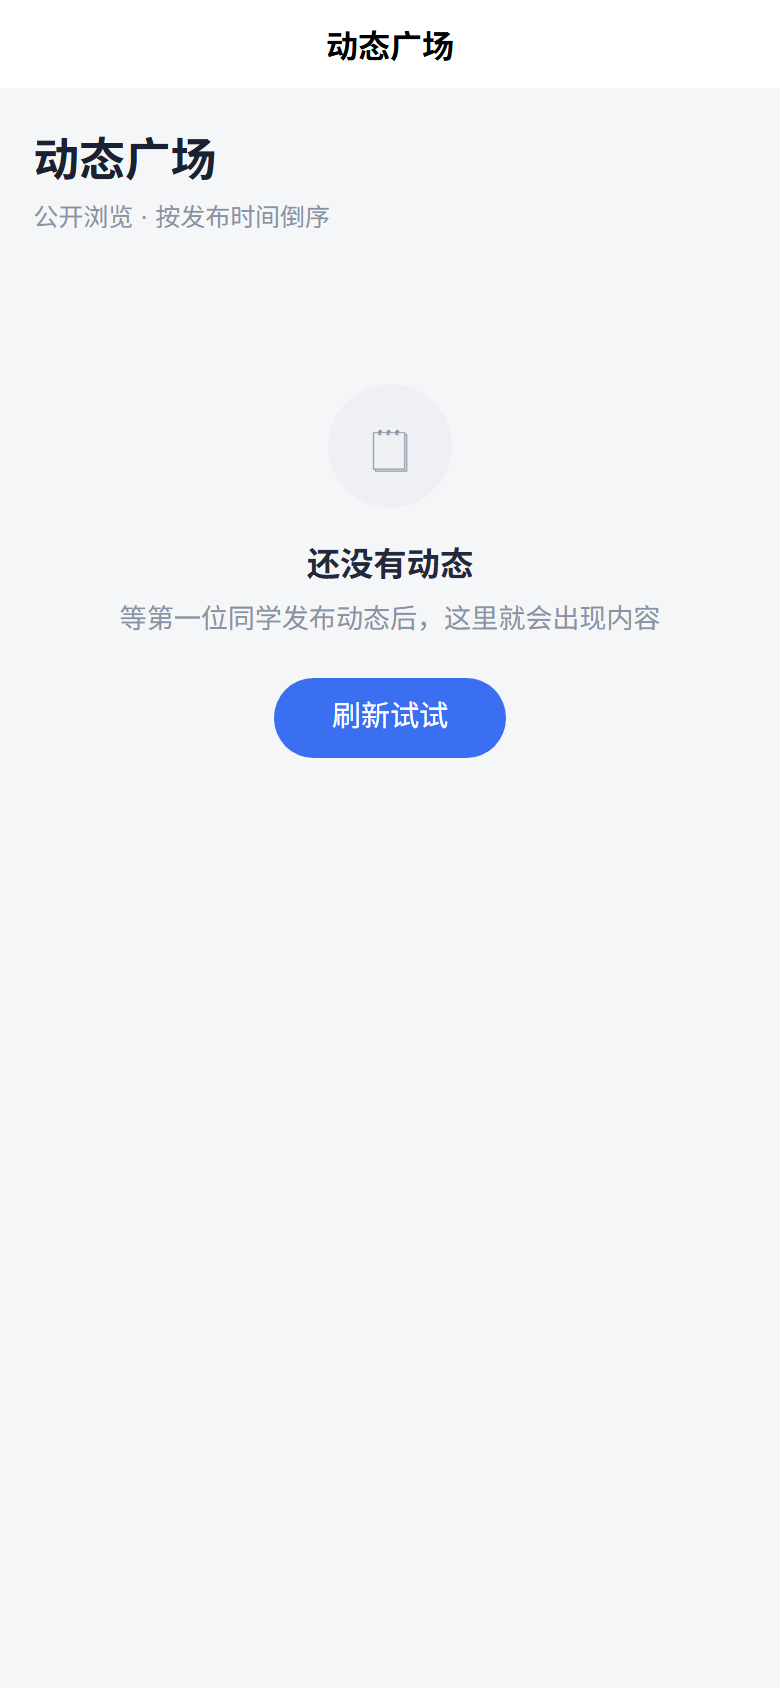 动态广场
动态广场
公开浏览 · 按发布时间倒序
还没有动态
等第一位同学发布动态后，这里就会出现内容
刷新试试